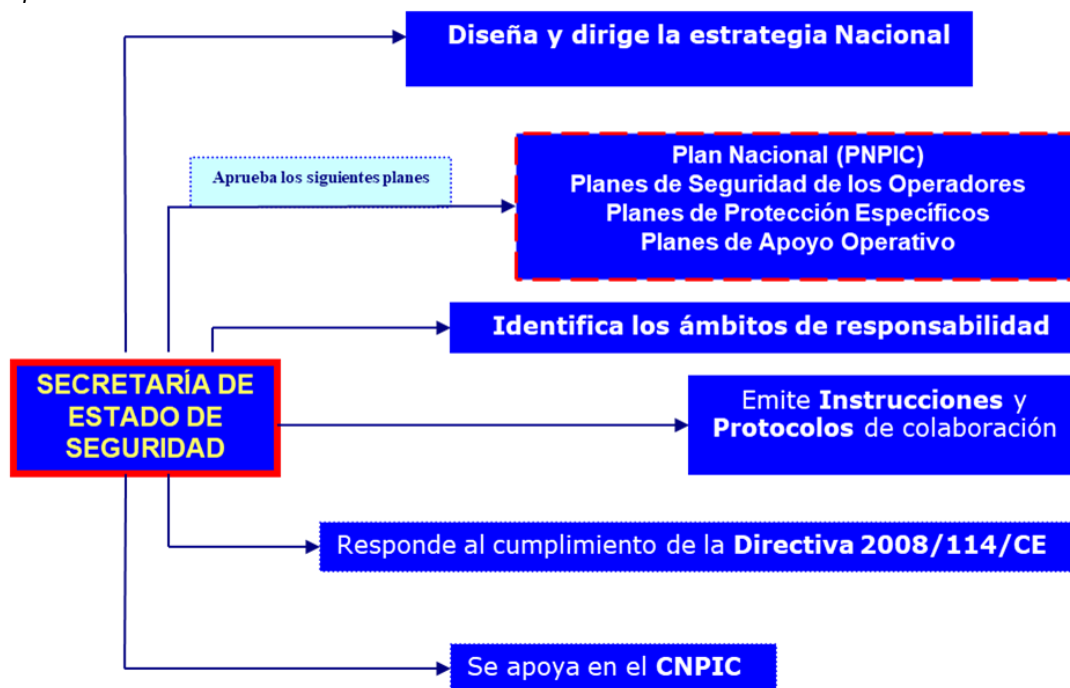 Diseña y dirige la estrategia Nacional
Aprueba los siguientes planes
Plan Nacional (PNPIC)
Planes de Seguridad de los Operadores
Planes de Protección Específicos
Planes de Apoyo Operativo
Identifica los ámbitos de responsabilidad
SECRETARÍA DE
ESTADO DE
SEGURIDAD
Emite Instrucciones y
Protocolos de colaboración
Responde al cumplimiento de la Directiva 2008/114/CE
Se apoya en el CNPIC